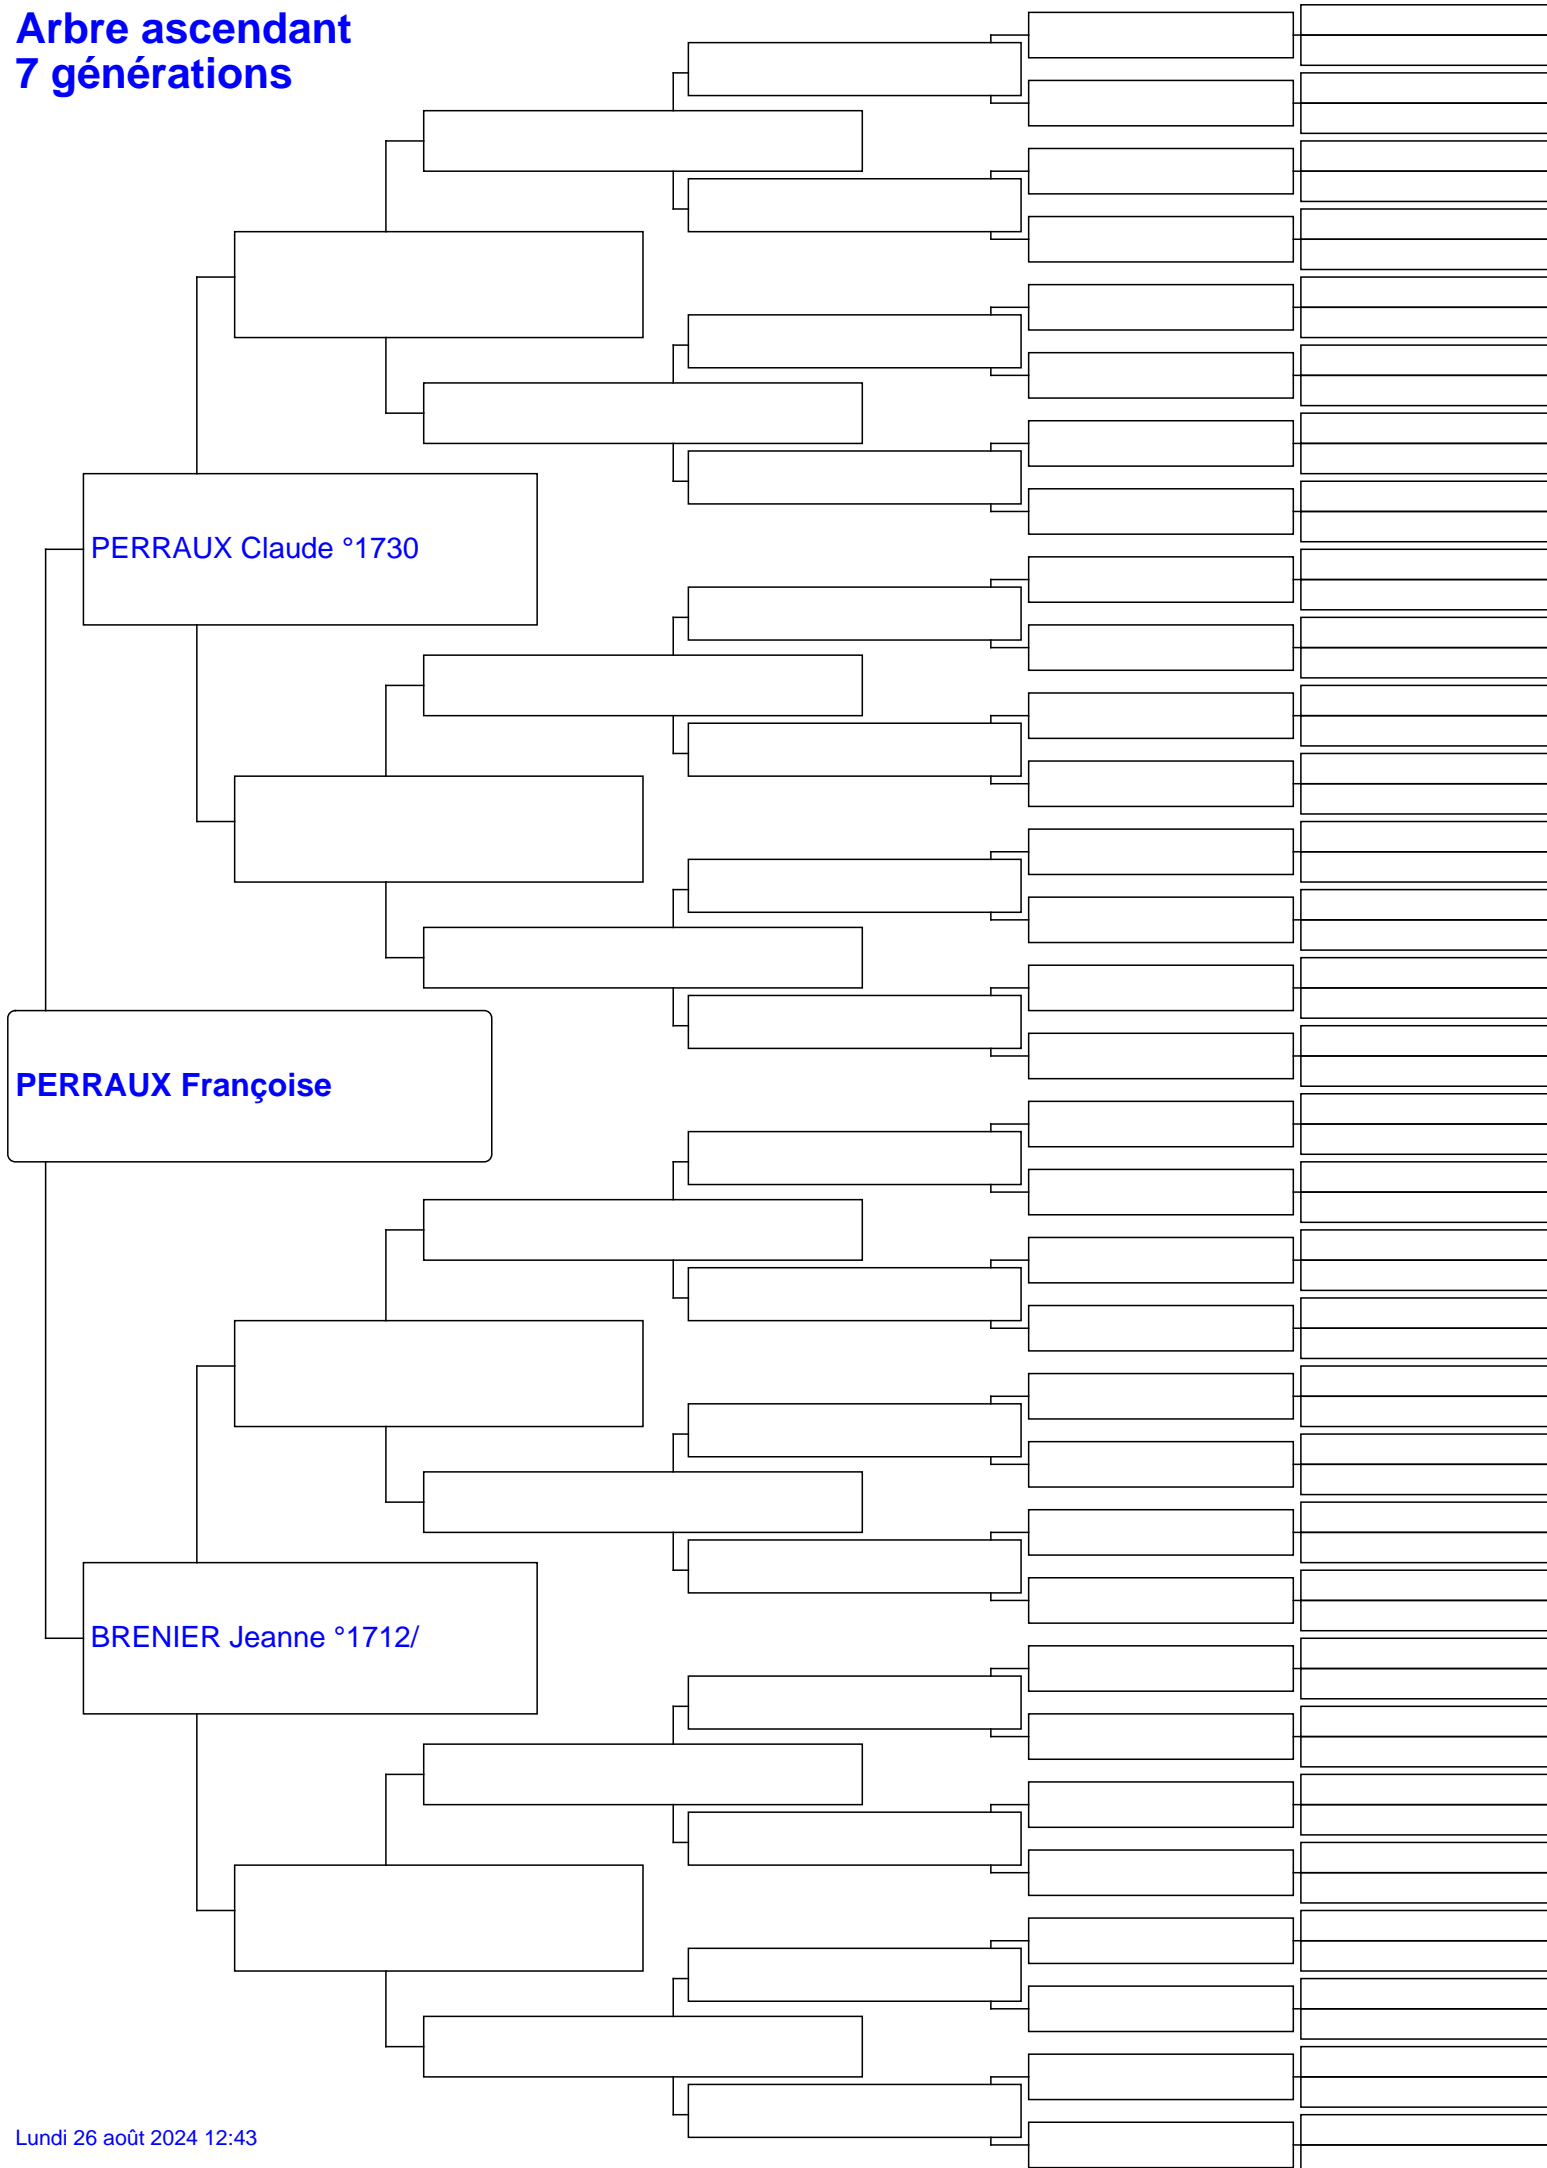 Arbre ascendant
7 générations
PERRAUX Claude °1730
PERRAUX Françoise
BRENIER Jeanne °1712/
Lundi 26 août 2024 12:43